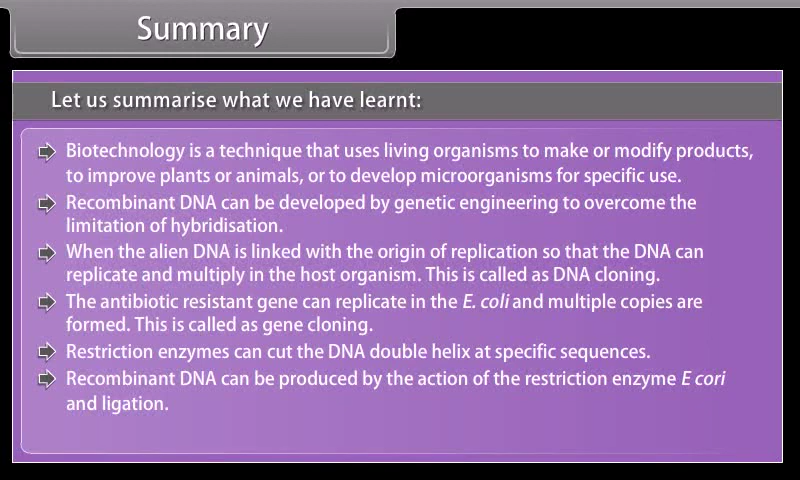 Summary
Let us summarise what we have learnt:
Biotechnology is a technique that uses living organisms to make or modify products,
to improve plants or animals, or to develop microorganisms for specific use.
Recombinant DNA can be developed by genetic engineering to overcome the
limitation of hybridisation.
When the alien DNA is linked with the origin of replication so that the DNA can
replicate and multiply in the host organism. This is called as DNA cloning.
The antibiotic resistant gene can replicate in the E. coli and multiple copies are
formed. This is called as gene cloning.
Restriction enzymes can cut the DNA double helix at specific sequences.
Recombinant DNA can be produced by the action of the restriction enzyme E cori
and ligation.